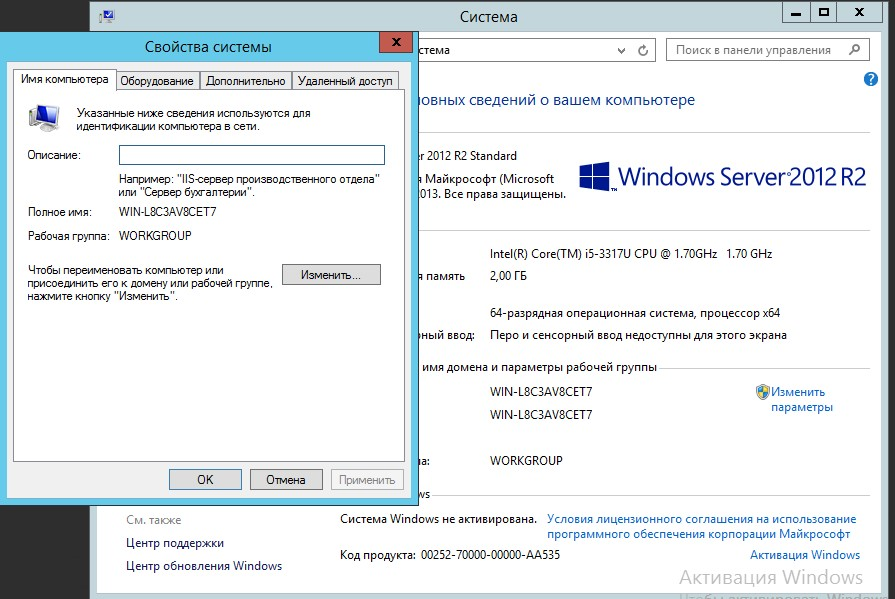 Система
Свойства системы
Имя компьютера
Оборудование
Дополнительно
Удаленный доступ
Указанные ниже сведения используются для
идентификации компьютера в сети.
Описание:
Например: "IIS-сервер производственного отдела"
или "Сервер бухгалтерии".
Полное имя:
WIN-L8C3AV8CET7
Рабочая группа:
WORKGROUP
Чтобы переименовать компьютер или
присоединить его к домену или рабочей группе,
нажмите кнопку "Изменить".
Изменить...
OK
Отмена
Применить
стема
Поиск в панели управления
овных сведений о вашем компьютере
er 2012 R2 Standard
я Майкрософт (Microsoft
013. Все права защищены.
Windows Server 2012 R2
Intel(R) Core(TM) i5-3317U CPU @ 1.70GHz 1.70 GHz
я память
2,00 ГБ
64-разрядная операционная система, процессор x64
ный ввод:
Перо и сенсорный ввод недоступны для этого экрана
имя домена и параметры рабочей группы
WIN-L8C3AV8CET7
Изменить
параметры
WIN-L8C3AV8CET7
а:
WORKGROUP
ws
См. также
Центр поддержки
Центр обновления Windows
Система Windows не активирована.
Условия лицензионного соглашения на использование
программного обеспечения корпорации Майкрософт
Код продукта: 00252-70000-00000-AA535
Активация Windows
Активация Windows